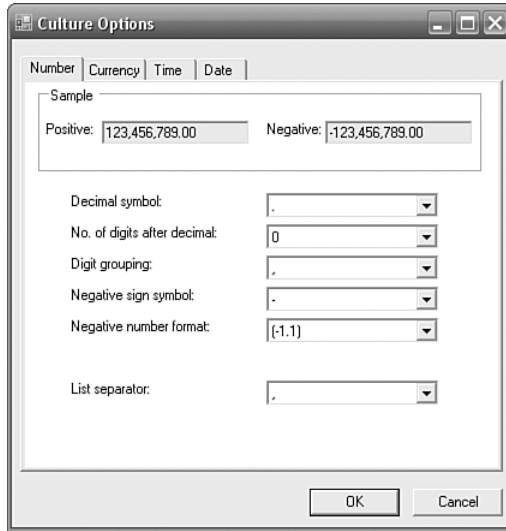 Culture Options
Number Currency Time Date
Sample
Positive: 123,456,789.00 Negative: -123,456,789.00
Decimal symbol: .
No. of digits after decimal: 0
Digit grouping: ,
Negative sign symbol: -
Negative number format: (-1.1)
List separator: ,
OK Cancel